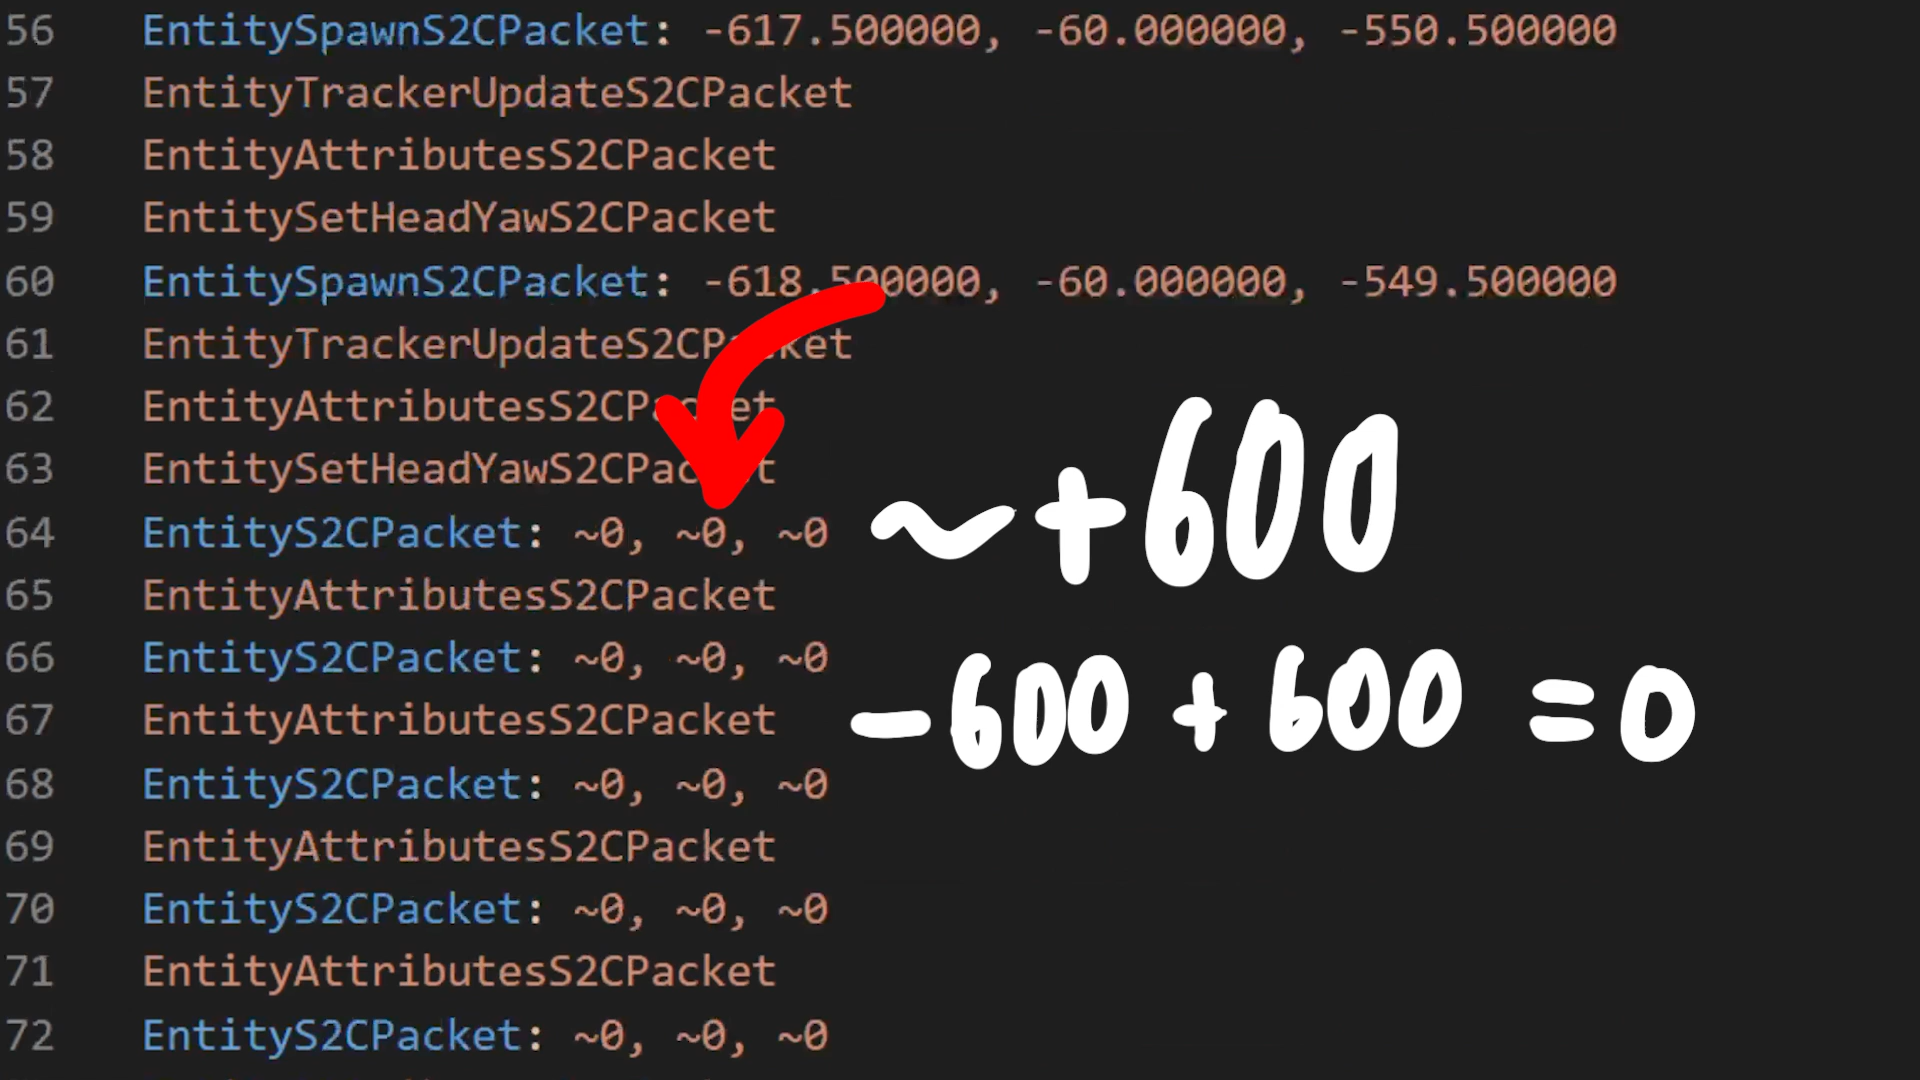 56 EntitySpawnS2CPacket: -617.500000, -60.000000, -550.500000
57 EntityTrackerUpdateS2CPacket
58 EntityAttributesS2CPacket
59 EntitySetHeadYawS2CPacket
60 EntitySpawnS2CPacket: -618.500000, -60.000000, -549.500000
61 EntityTrackerUpdateS2CPacket
62 EntityAttributesS2CPacket
63 EntitySetHeadYawS2CPacket
64 EntityS2CPacket: ~0, ~0, ~0
~+600
65 EntityAttributesS2CPacket
66 EntityS2CPacket: ~0, ~0, ~0
67 EntityAttributesS2CPacket
-600 + 600 = 0
68 EntityS2CPacket: ~0, ~0, ~0
69 EntityAttributesS2CPacket
70 EntityS2CPacket: ~0, ~0, ~0
71 EntityAttributesS2CPacket
72 EntityS2CPacket: ~0, ~0, ~0